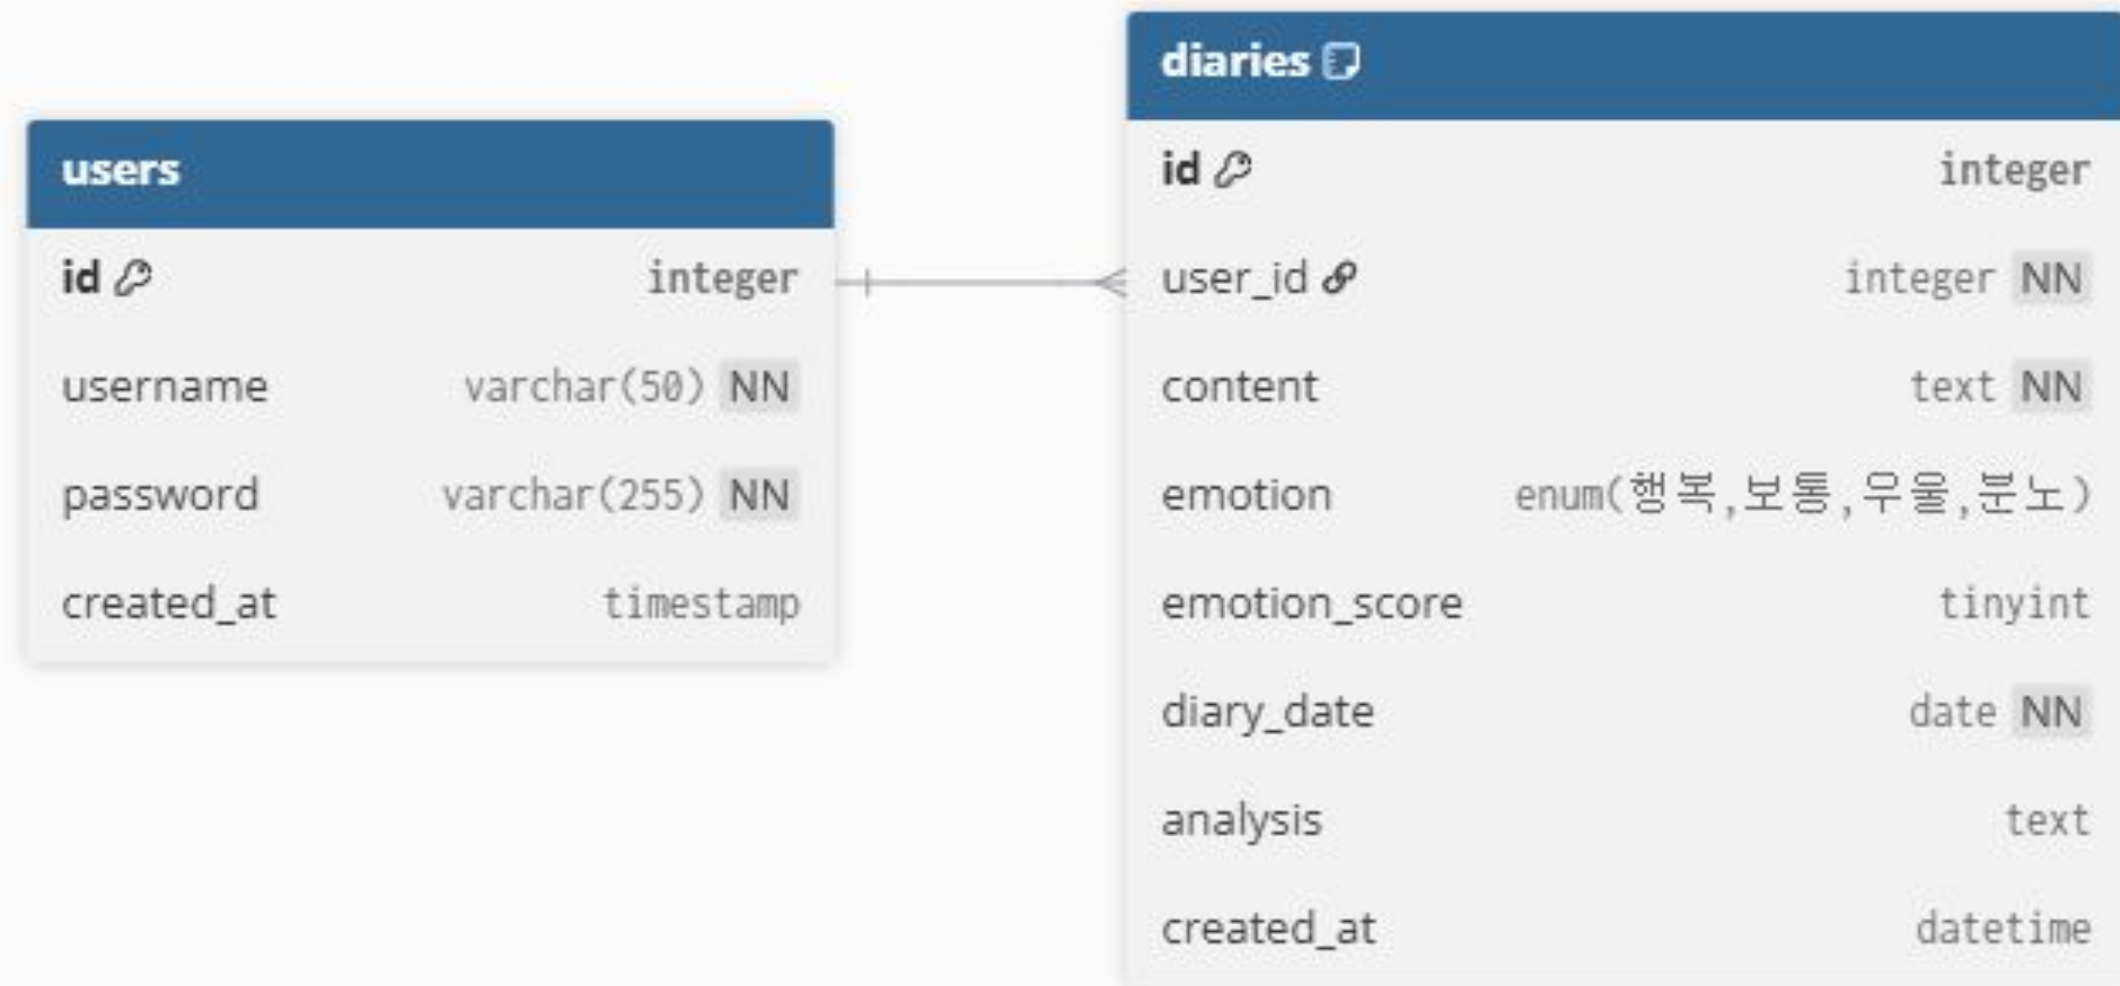 users
id integer
username varchar(50) NN
password varchar(255) NN
created_at timestamp
diaries
id integer
user_id integer NN
content text NN
emotion enum(행복,보통,우울,분노)
emotion_score tinyint
diary_date date NN
analysis text
created_at datetime